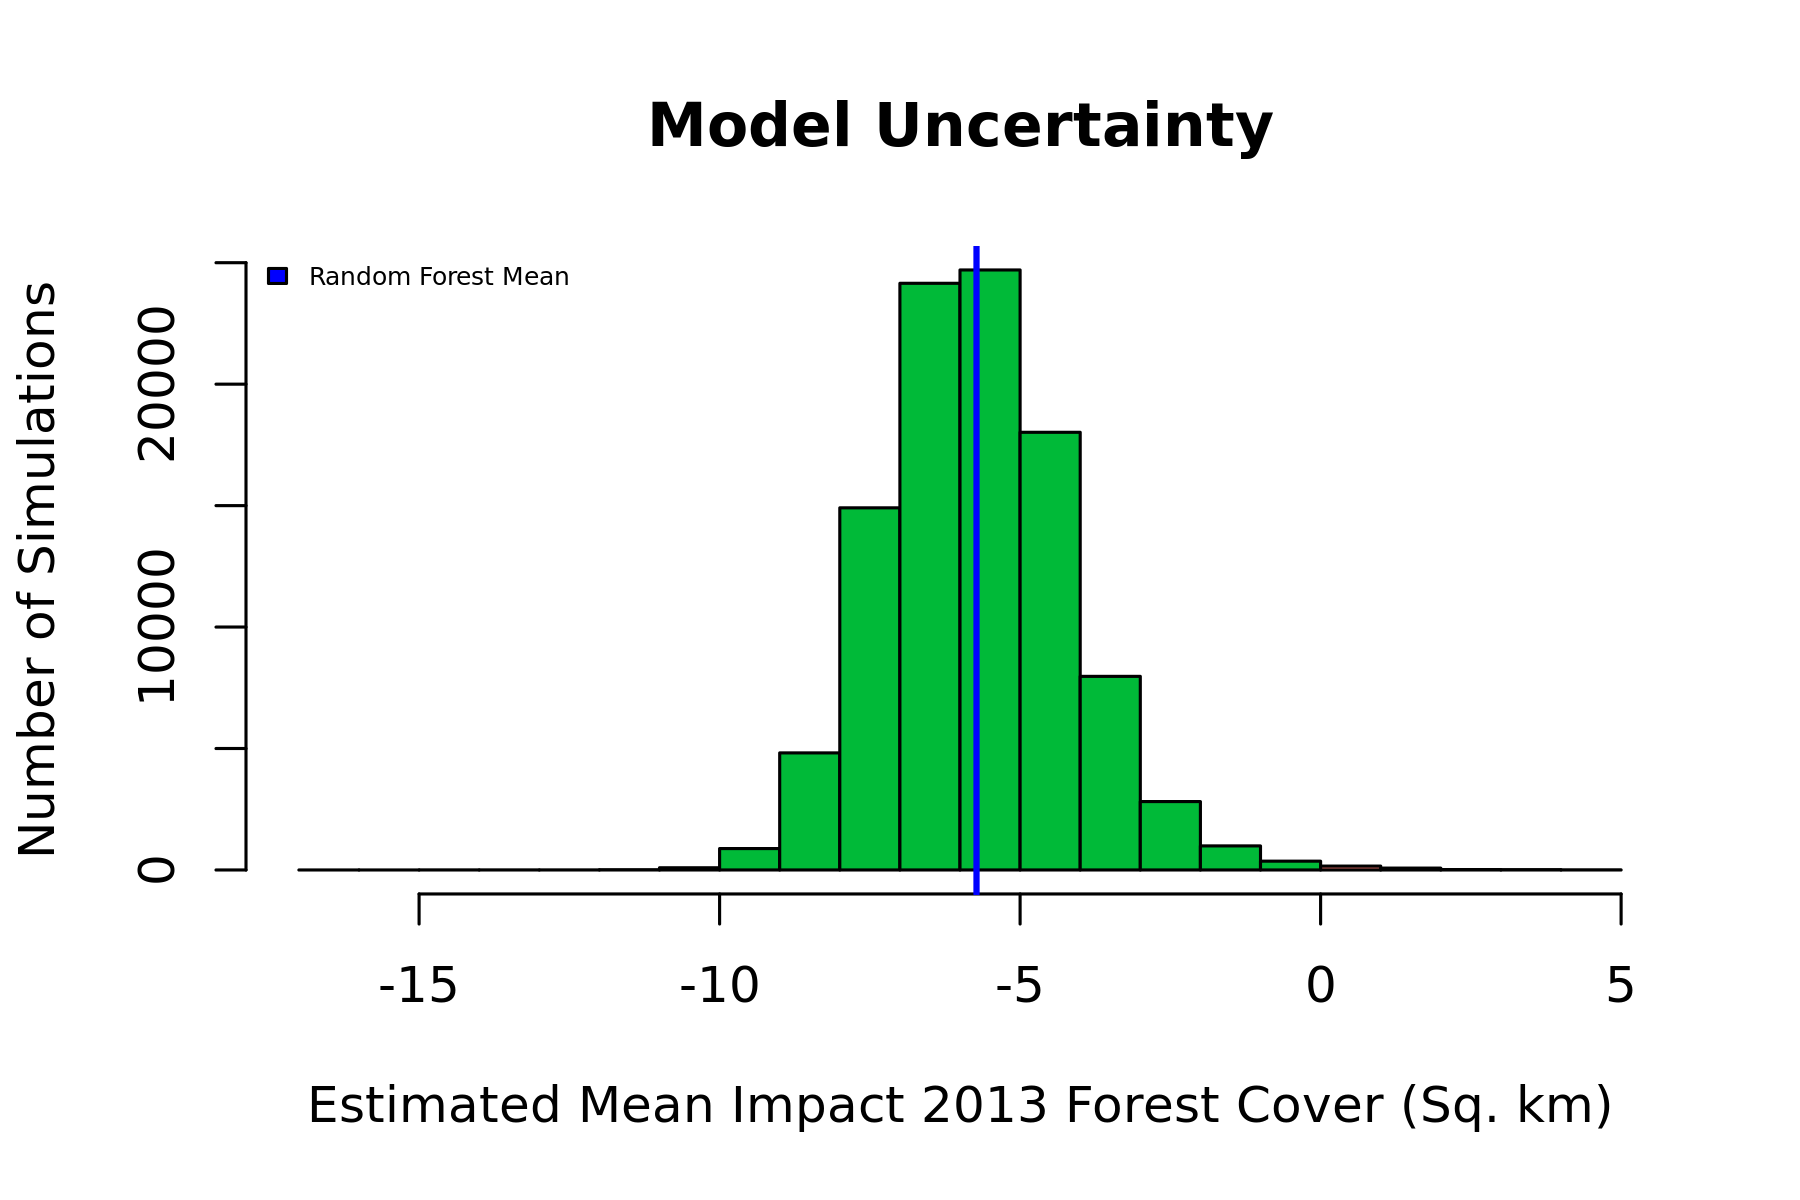 Model Uncertainty
Random Forest Mean
Number of Simulations
20000
10000
0
-15 -10 -5 0 5
Estimated Mean Impact 2013 Forest Cover (Sq. km)